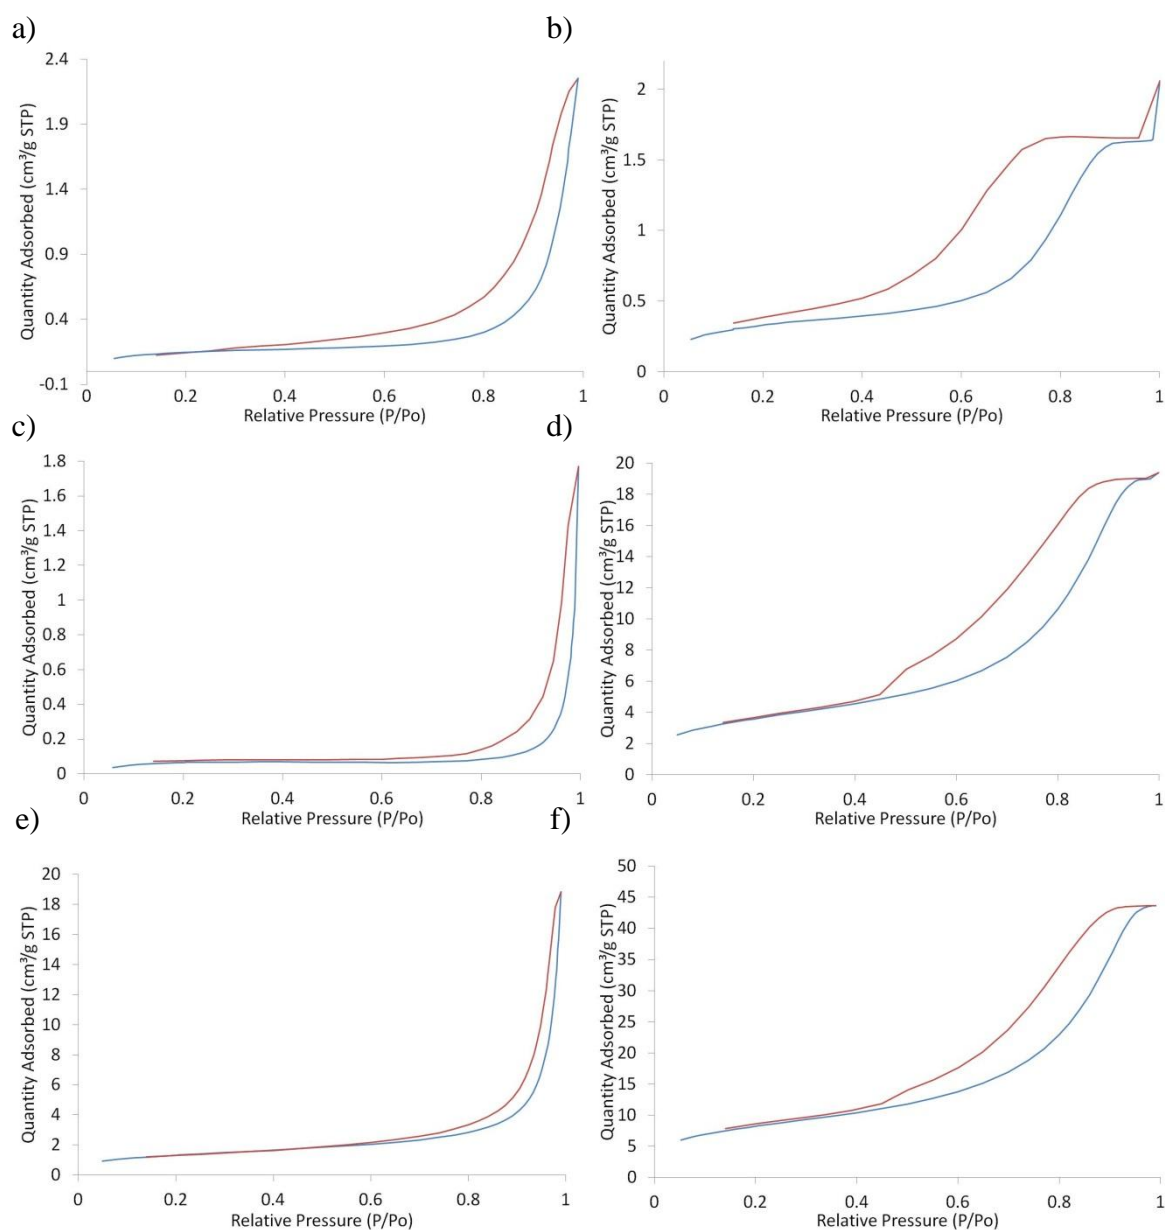 a)
Quantity Adsorbed (cm³/g STP)
2.4
1.9
1.4
0.9
0.4
-0.1
0 0.2 0.4 0.6 0.8 1
Relative Pressure (P/Po)
b)
Quantity Adsorbed (cm³/g STP)
2
1.5
1
0.5
0
0 0.2 0.4 0.6 0.8 1
Relative Pressure (P/Po)
c)
Quantity Adsorbed (cm³/g STP)
1.8
1.6
1.4
1.2
1
0.8
0.6
0.4
0.2
0
0 0.2 0.4 0.6 0.8 1
Relative Pressure (P/Po)
d)
Quantity Adsorbed (cm³/g STP)
20
18
16
14
12
10
8
6
4
2
0
0 0.2 0.4 0.6 0.8 1
Relative Pressure (P/Po)
e)
Quantity Adsorbed (cm³/g STP)
20
18
16
14
12
10
8
6
4
2
0
0 0.2 0.4 0.6 0.8 1
Relative Pressure (P/Po)
f)
Quantity Adsorbed (cm³/g STP)
50
45
40
35
30
25
20
15
10
5
0
0 0.2 0.4 0.6 0.8 1
Relative Pressure (P/Po)